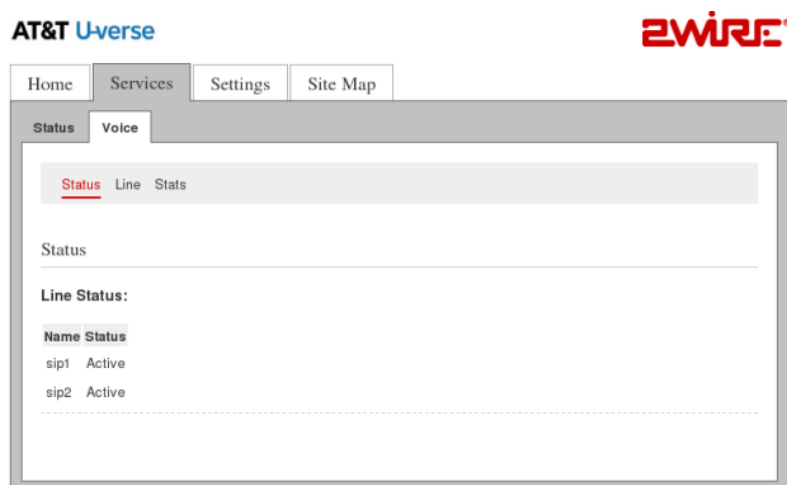 AT&T U-verse
2WIRE
Home Services Settings Site Map
Status Voice
Status Line Stats
Status
Line Status:
Name Status
sip1 Active
sip2 Active